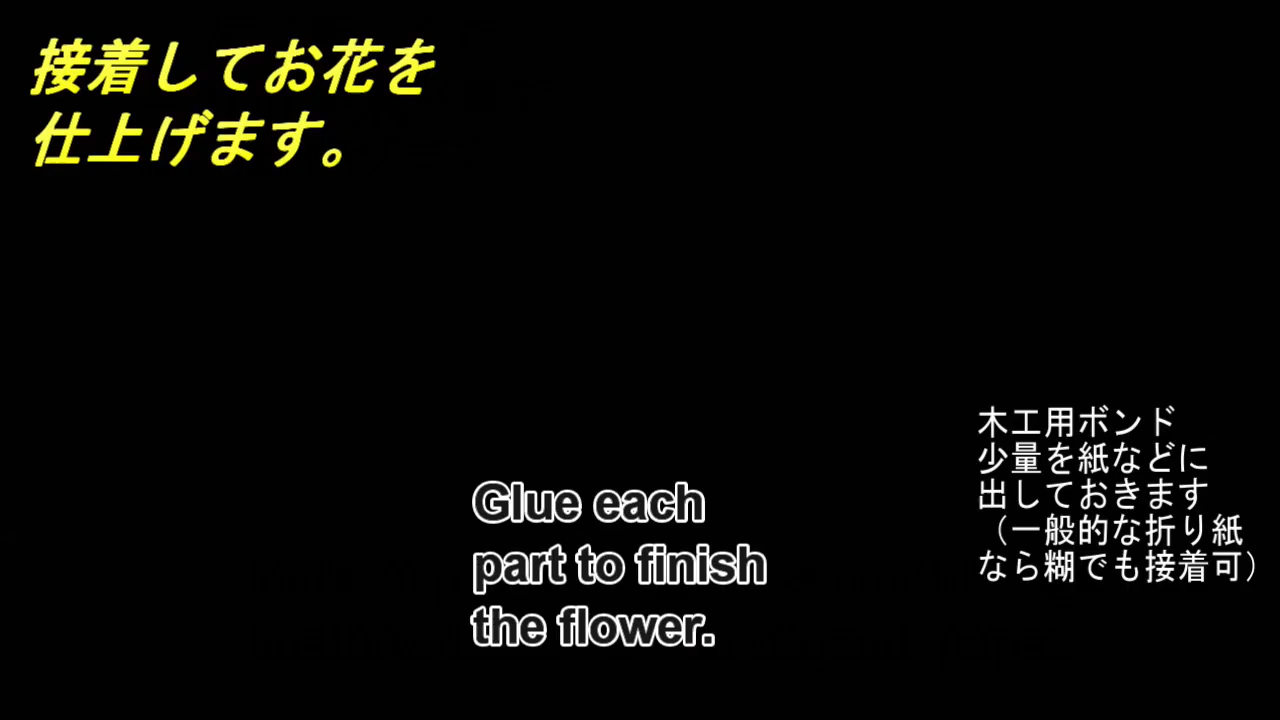 接着してお花を
仕上げます。
Glue each
part to finish
the flower.
木工用ボンド
少量を紙などに
出しておきます
（一般的な折り紙
なら糊でも接着可）